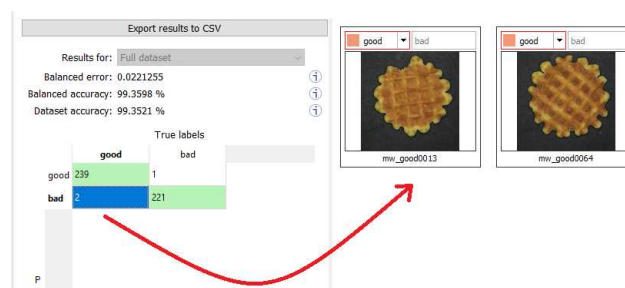 Export results to CSV
Results for: Full dataset
Balanced error: 0.0221255
Balanced accuracy: 99.3598 %
Dataset accuracy: 99.3521 %
True labels
good bad
good 239 1
bad 2 221
P
good bad
mw_good0013
good bad
mw_good0064